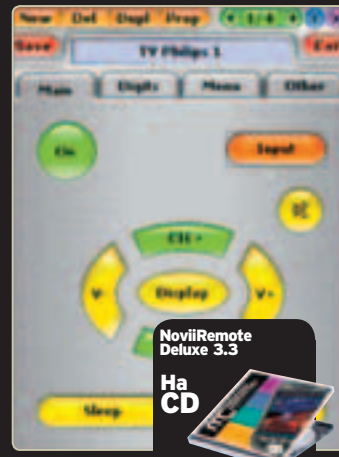 New Del Dupl Prop 1/4
Save TV Philips 1
Main Digits Menu Other
On Input
CH+
V- Display V+
Sleep
NoviiRemote
Deluxe 3.3
На
CD